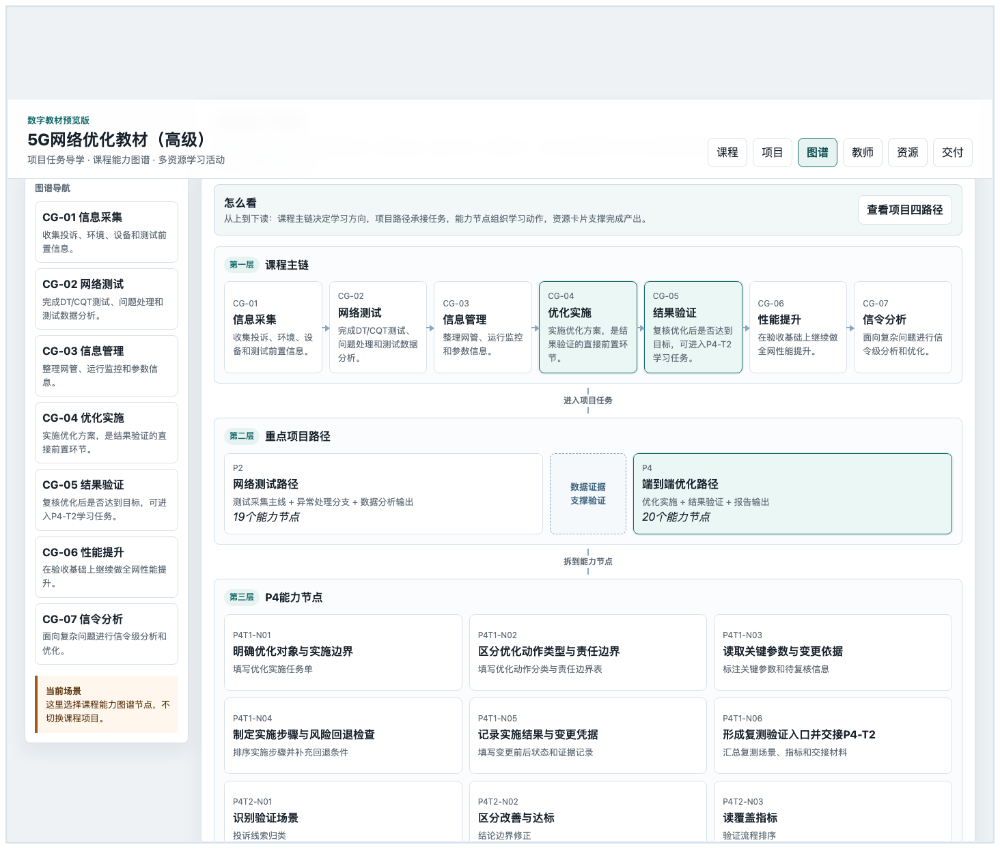 数字教材预览版
5G网络优化教材（高级）
项目任务导学 · 课程能力图谱 · 多资源学习活动
课程
项目
图谱
教师
资源
交付
图谱导航
CG-01 信息采集
收集投诉、环境、设备和测试前
置信息。
CG-02 网络测试
完成DT/CQT测试、问题处理和
测试数据分析。
CG-03 信息管理
整理网管、运行监控和参数信
息。
CG-04 优化实施
实施优化方案，是结果验证的直
接前置环节。
CG-05 结果验证
复核优化后是否达到目标，可进
入P4-T2学习任务。
CG-06 性能提升
在验收基础上继续做全网性能提
升。
CG-07 信令分析
面向复杂问题进行信令级分析和
优化。
当前场景
这里选择课程能力图谱节点，不
切换课程项目。
怎么看
从上到下读：课程主链决定学习方向，项目路径承接任务，能力节点组织学习动作，资源卡片支撑完成产出。
查看项目四路径
第一层 课程主链
CG-01
信息采集
收集投诉、环境、设
备和测试前置信息。
CG-02
网络测试
完成DT/CQT测试、
问题处理和测试数据
分析。
CG-03
信息管理
整理网管、运行监控
和参数信息。
CG-04
优化实施
实施优化方案，是结
果验证的直接前置环
节。
CG-05
结果验证
复核优化后是否达到
目标，可进入P4-T2
学习任务。
CG-06
性能提升
在验收基础上继续做
全网性能提升。
CG-07
信令分析
面向复杂问题进行信
令级分析和优化。
进入项目任务
第二层 重点项目路径
P2
网络测试路径
测试采集主线 + 异常处理分支 + 数据分析输出
19个能力节点
数据证据
支撑验证
P4
端到端优化路径
优化实施 + 结果验证 + 报告输出
20个能力节点
拆到能力节点
第三层 P4能力节点
P4T1-N01
明确优化对象与实施边界
填写优化实施任务单
P4T1-N02
区分优化动作类型与责任边界
填写优化动作分类与责任边界表
P4T1-N03
读取关键参数与变更依据
标注关键参数和待复核信息
P4T1-N04
制定实施步骤与风险回退检查
排序实施步骤并补充回退条件
P4T1-N05
记录实施结果与变更凭据
填写变更前后状态和证据记录
P4T1-N06
形成复测验证入口并交接P4-T2
汇总复测场景、指标和交接材料
P4T2-N01
识别验证场景
投诉线索归类
P4T2-N02
区分改善与达标
结论边界修正
P4T2-N03
读覆盖指标
验证流程排序